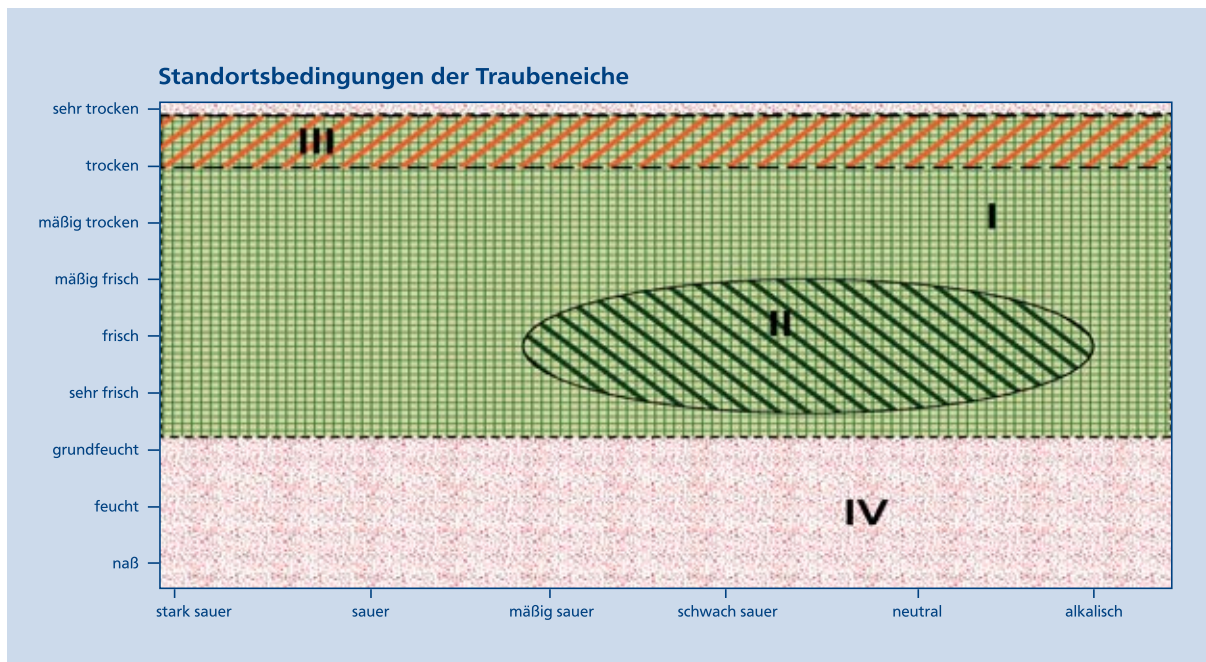 Standortsbedingungen der Traubeneiche
sehr trocken
III
trocken
mäßig trocken
I
mäßig frisch
II
frisch
sehr frisch
grundfeucht
feucht
IV
naß
stark sauer
sauer
mäßig sauer
schwach sauer
neutral
alkalisch